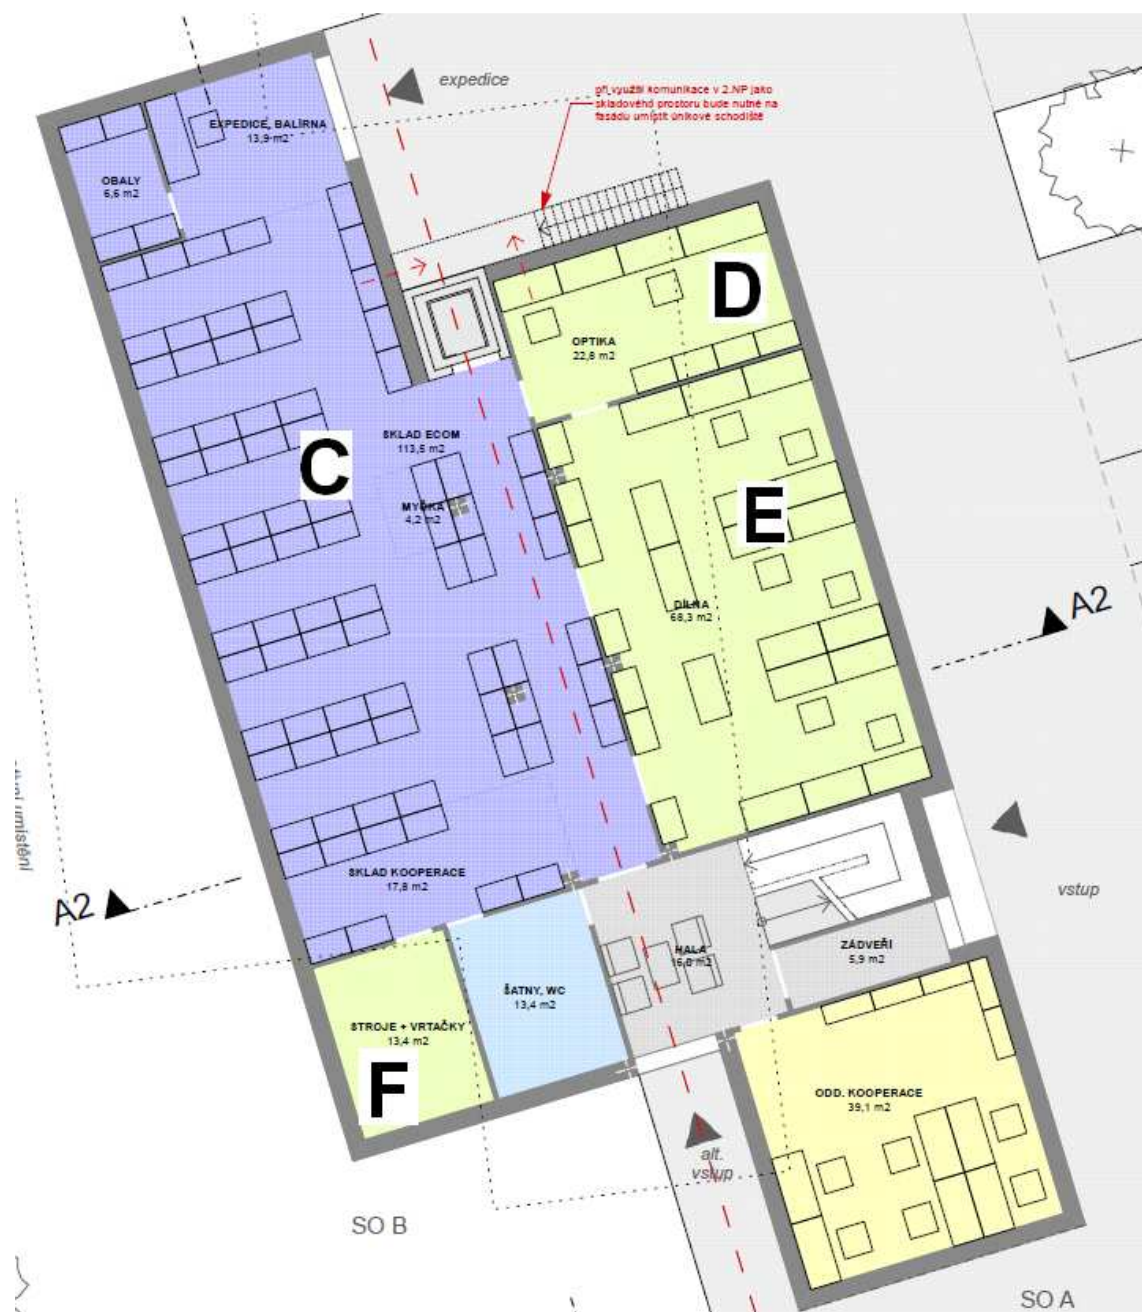 expedice
při využití komunikace v 2.NP jako
skladového prostoru bude nutné na
fasádu umístit únikové schodiště
EXPEDICE, BALÍRNA
13,9 m2
OBALY
6,6 m2
D
OPTIKA
22,8 m2
SKLAD ECOM
113,5 m2
C
MYČKA
4,2 m2
E
DÍLNA
68,3 m2
A2
SKLAD KOOPERACE
17,8 m2
A2
vstup
HALA
16,0 m2
ZÁDVEŘÍ
5,9 m2
ŠATNY, WC
13,4 m2
STROJE + VRTAČKY
13,4 m2
F
ODD. KOOPERACE
39,1 m2
alt.
vstup
SO B
SO A